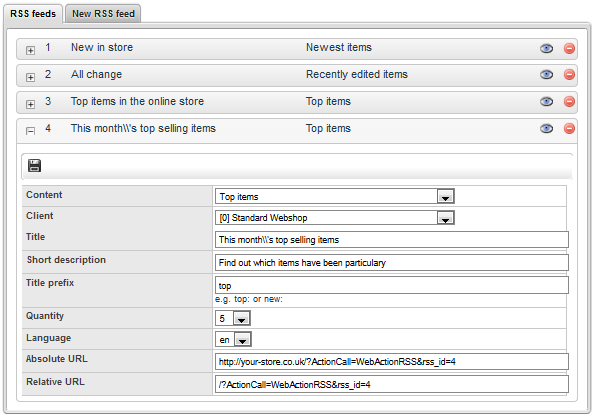 RSS feeds New RSS feed
1 New in store Newest items
2 All change Recently edited items
3 Top items in the online store Top items
4 This month\\'s top selling items Top items
Content Top items
Client [0] Standard Webshop
Title This month\\'s top selling items
Short description Find out which items have been particulary
Title prefix top
e.g. top: or new:
Quantity 5
Language en
Absolute URL http://your-store.co.uk/?ActionCall=WebActionRSS&rss_id=4
Relative URL /?ActionCall=WebActionRSS&rss_id=4